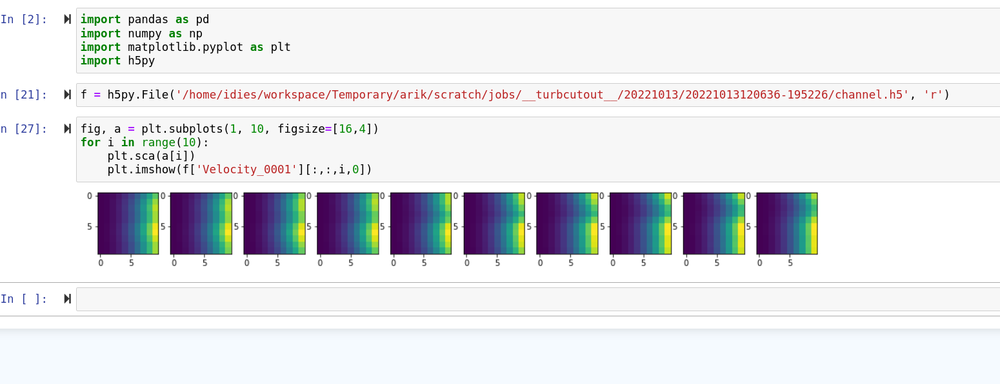 In [2]:
import pandas as pd
import numpy as np
import matplotlib.pyplot as plt
import h5py
n [21]:
f = h5py.File('/home/idies/workspace/Temporary/arik/scratch/jobs/__turbcutout__/20221013/20221013120636-195226/channel.h5', 'r')
n [27]:
fig, a = plt.subplots(1, 10, figsize=[16,4])
for i in range(10):
    plt.sca(a[i])
    plt.imshow(f['Velocity_0001'][:,:,i,0])
0 0 0 0 0 0 0 0 0 0
5 5 5 5 5 5 5 5 5 5
0 5 0 5 0 5 0 5 0 5 0 5 0 5 0 5 0 5 0 5
In [ ]: